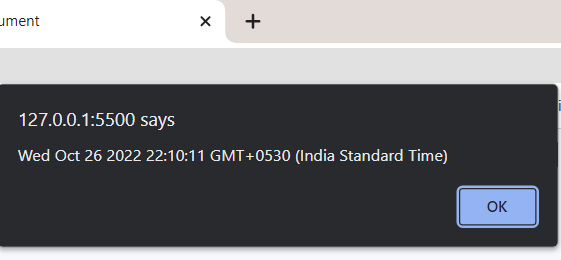 ument
127.0.0.1:5500 says
Wed Oct 26 2022 22:10:11 GMT+0530 (India Standard Time)
OK